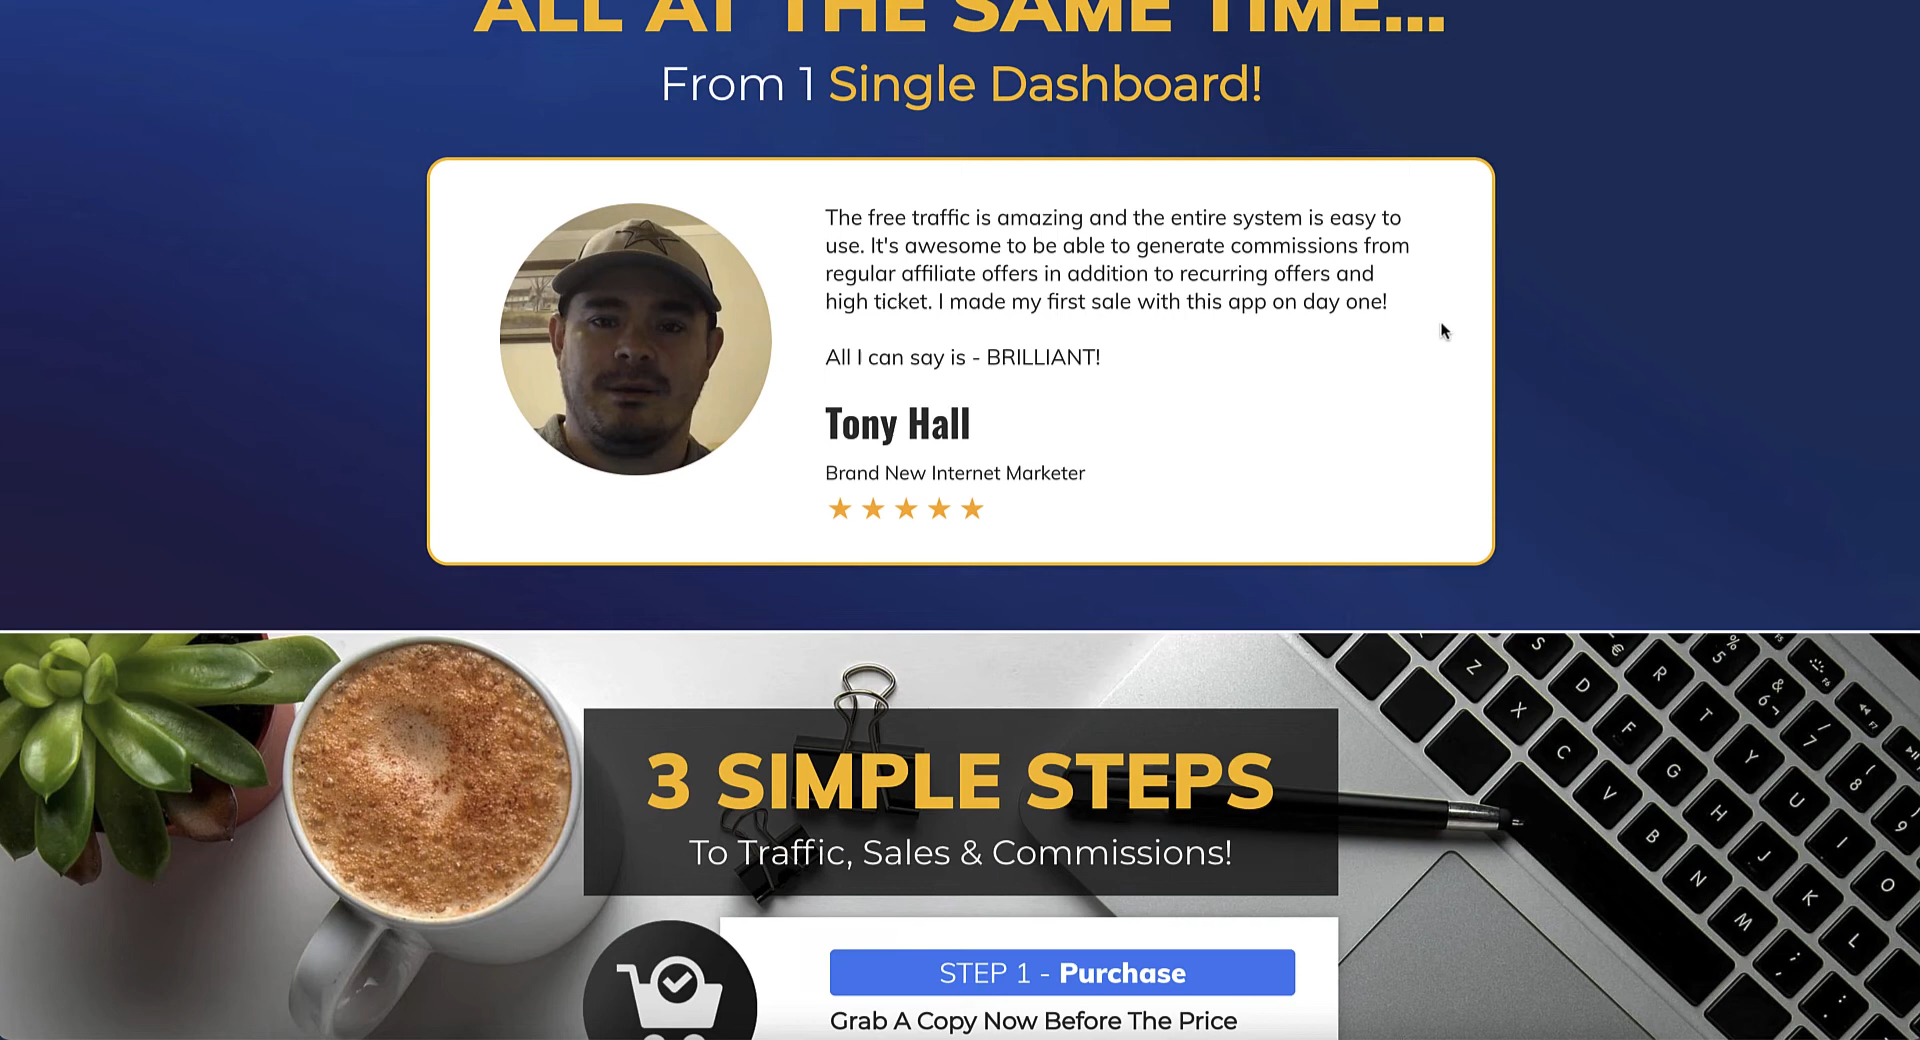 ALL AT THE SAME TIME...
From 1 Single Dashboard!
The free traffic is amazing and the entire system is easy to
use. It's awesome to be able to generate commissions from
regular affiliate offers in addition to recurring offers and
high ticket. I made my first sale with this app on day one!
All I can say is - BRILLIANT!
Tony Hall
Brand New Internet Marketer
3 SIMPLE STEPS
To Traffic, Sales & Commissions!
STEP 1 - Purchase
Grab A Copy Now Before The Price